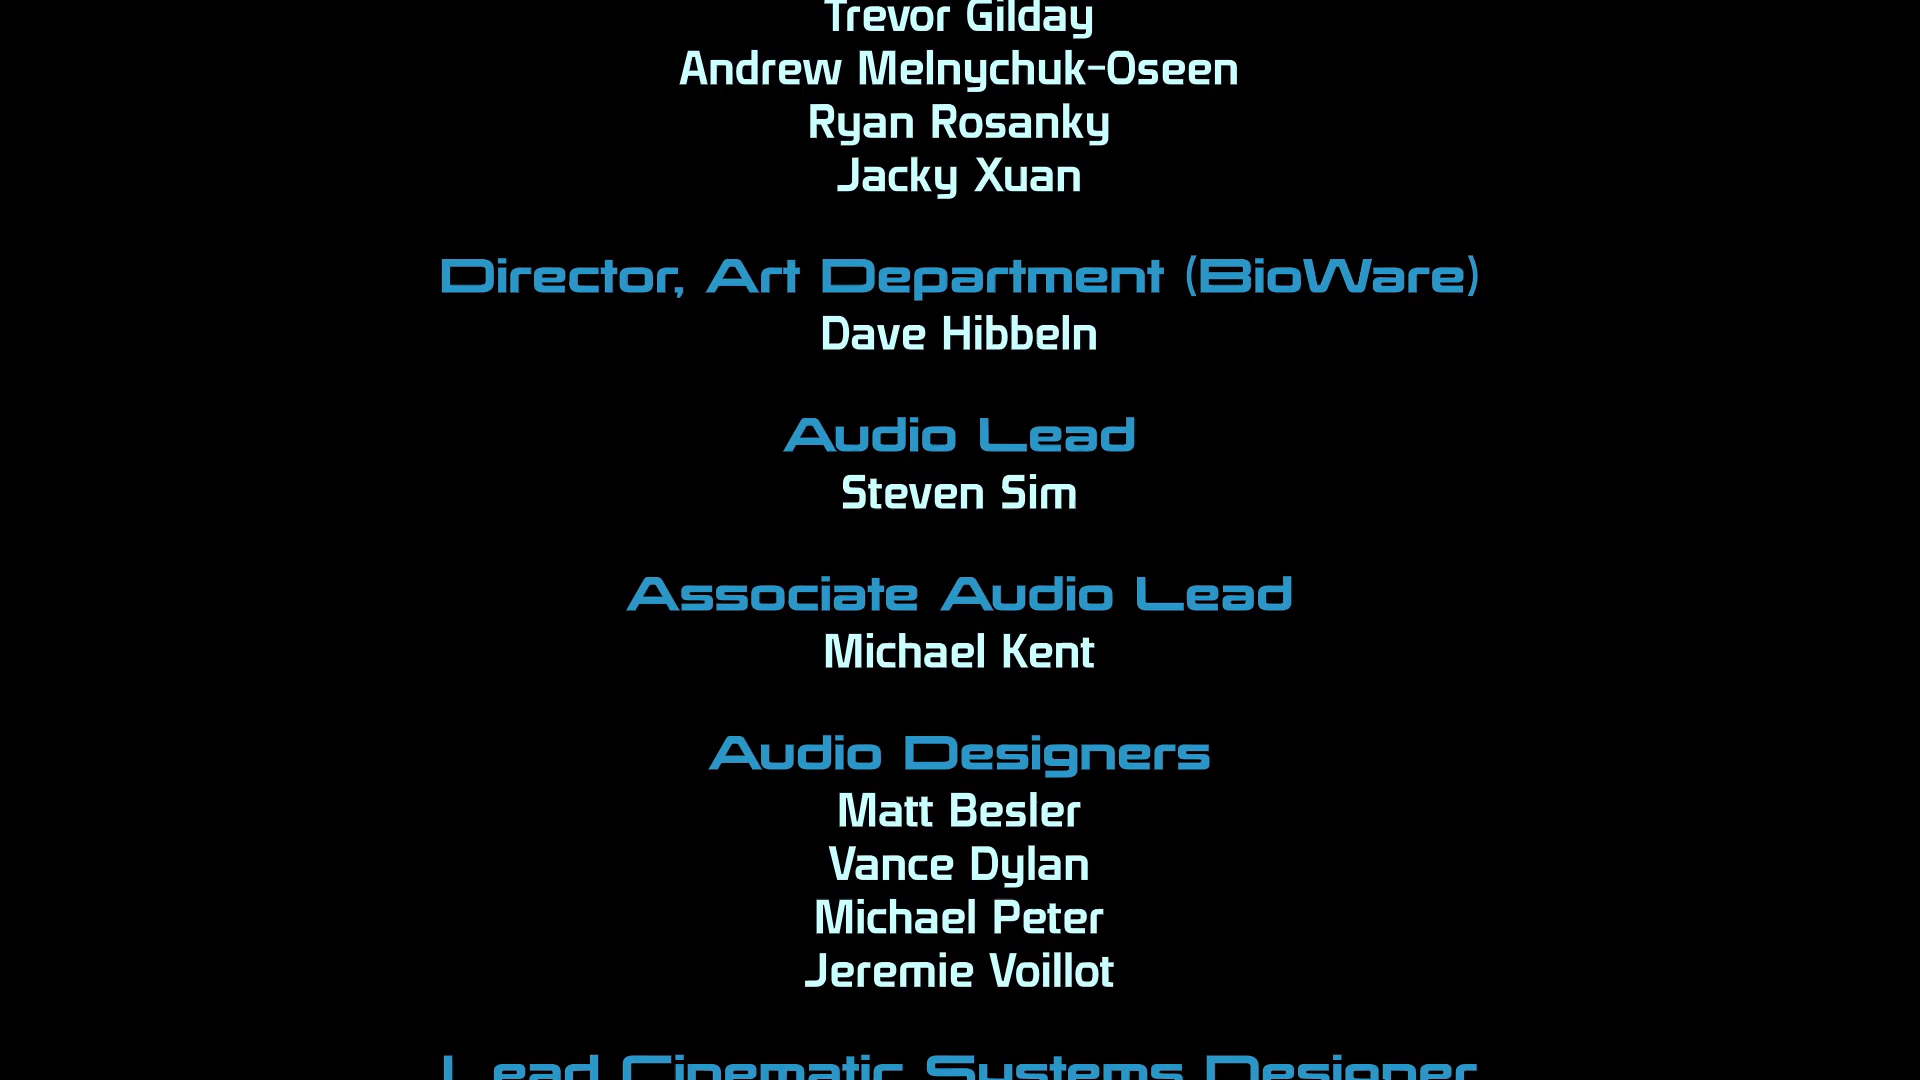 Trevor Gilday
Andrew Melnychuk-Oseen
Ryan Rosanky
Jacky Xuan
Director, Art Department (BioWare)
Dave Hibbeln
Audio Lead
Steven Sim
Associate Audio Lead
Michael Kent
Audio Designers
Matt Besler
Vance Dylan
Michael Peter
Jeremie Voillot
Lead Cinematic Systems Designer